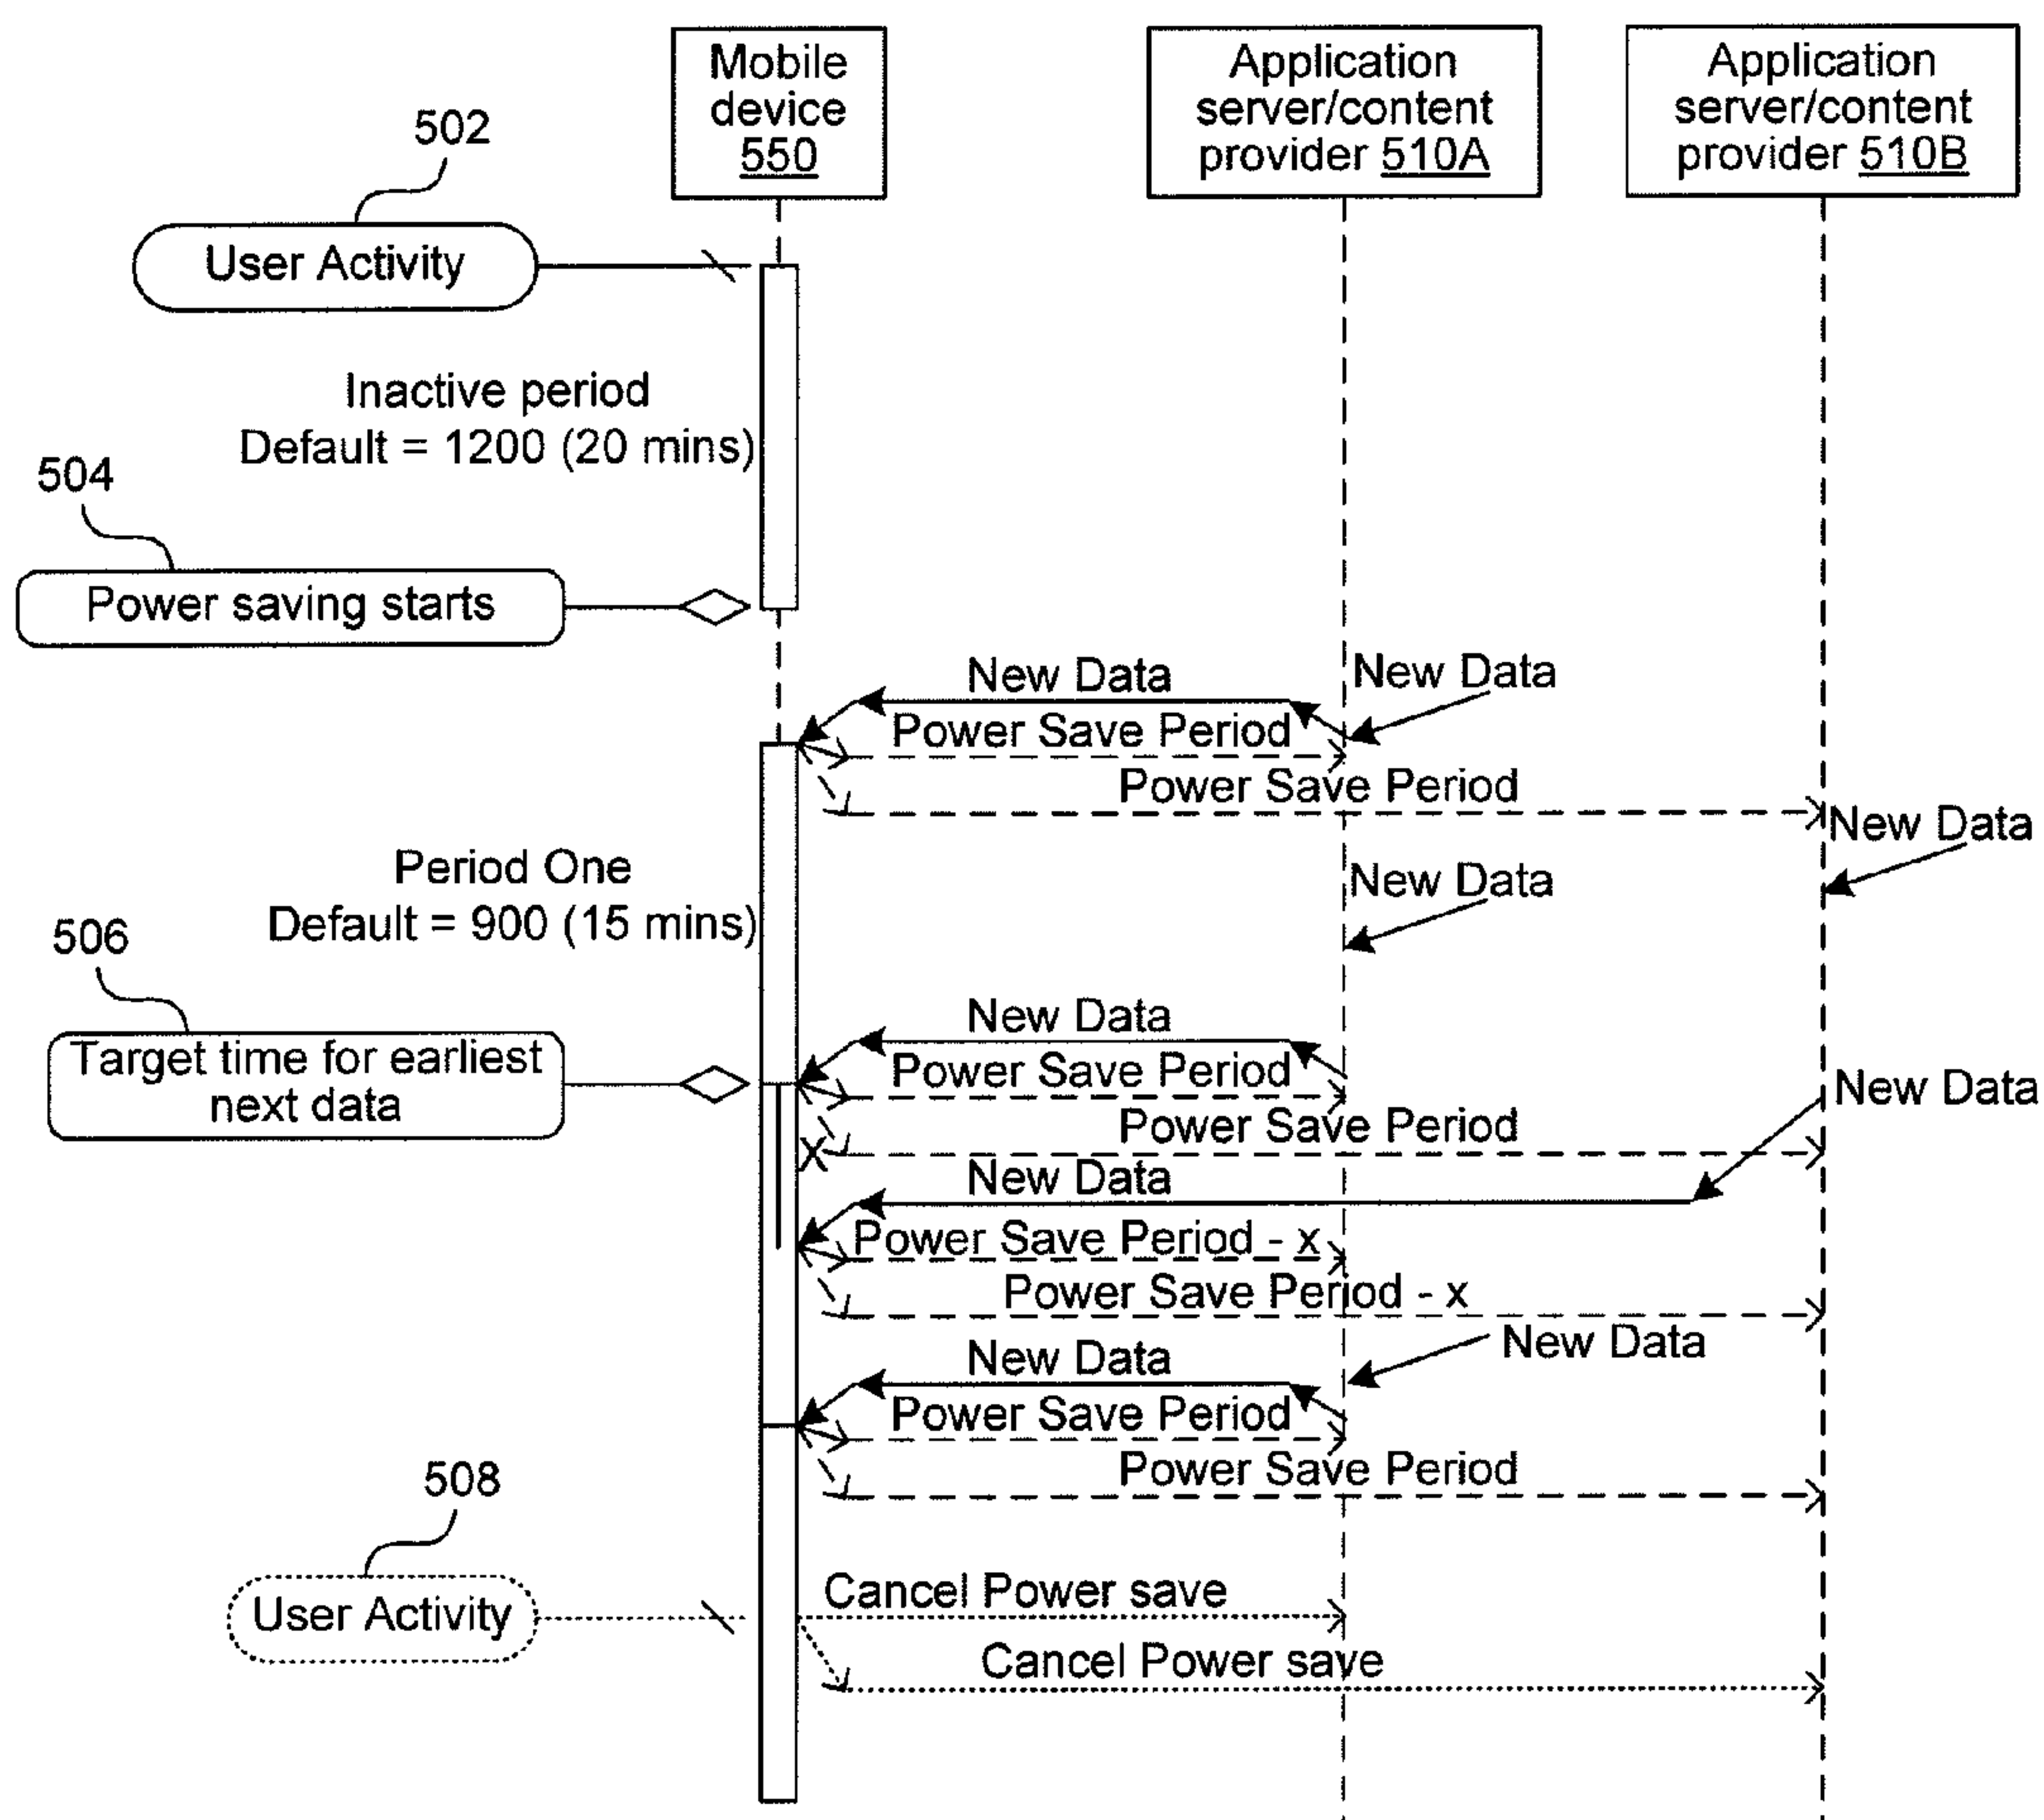 Mobile
device
550
Application
server/content
provider 510A
Application
server/content
provider 510B
502
User Activity
Inactive period
Default = 1200 (20 mins)
504
Power saving starts
New Data
New Data
Power Save Period
Power Save Period
New Data
Period One
Default = 900 (15 mins)
New Data
506
Target time for earliest
next data
New Data
Power Save Period
New Data
Power Save Period
X
New Data
Power Save Period - x
Power Save Period - x
New Data
New Data
Power Save Period
Power Save Period
508
User Activity
Cancel Power save
Cancel Power save